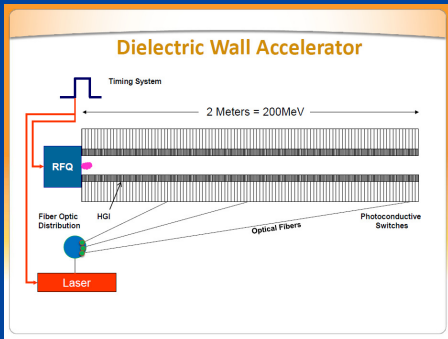 Dielectric Wall Accelerator
Timing System
2 Meters = 200MeV
RFQ
Fiber Optic
Distribution
HGI
Photoconductive
Switches
Optical Fibers
Laser